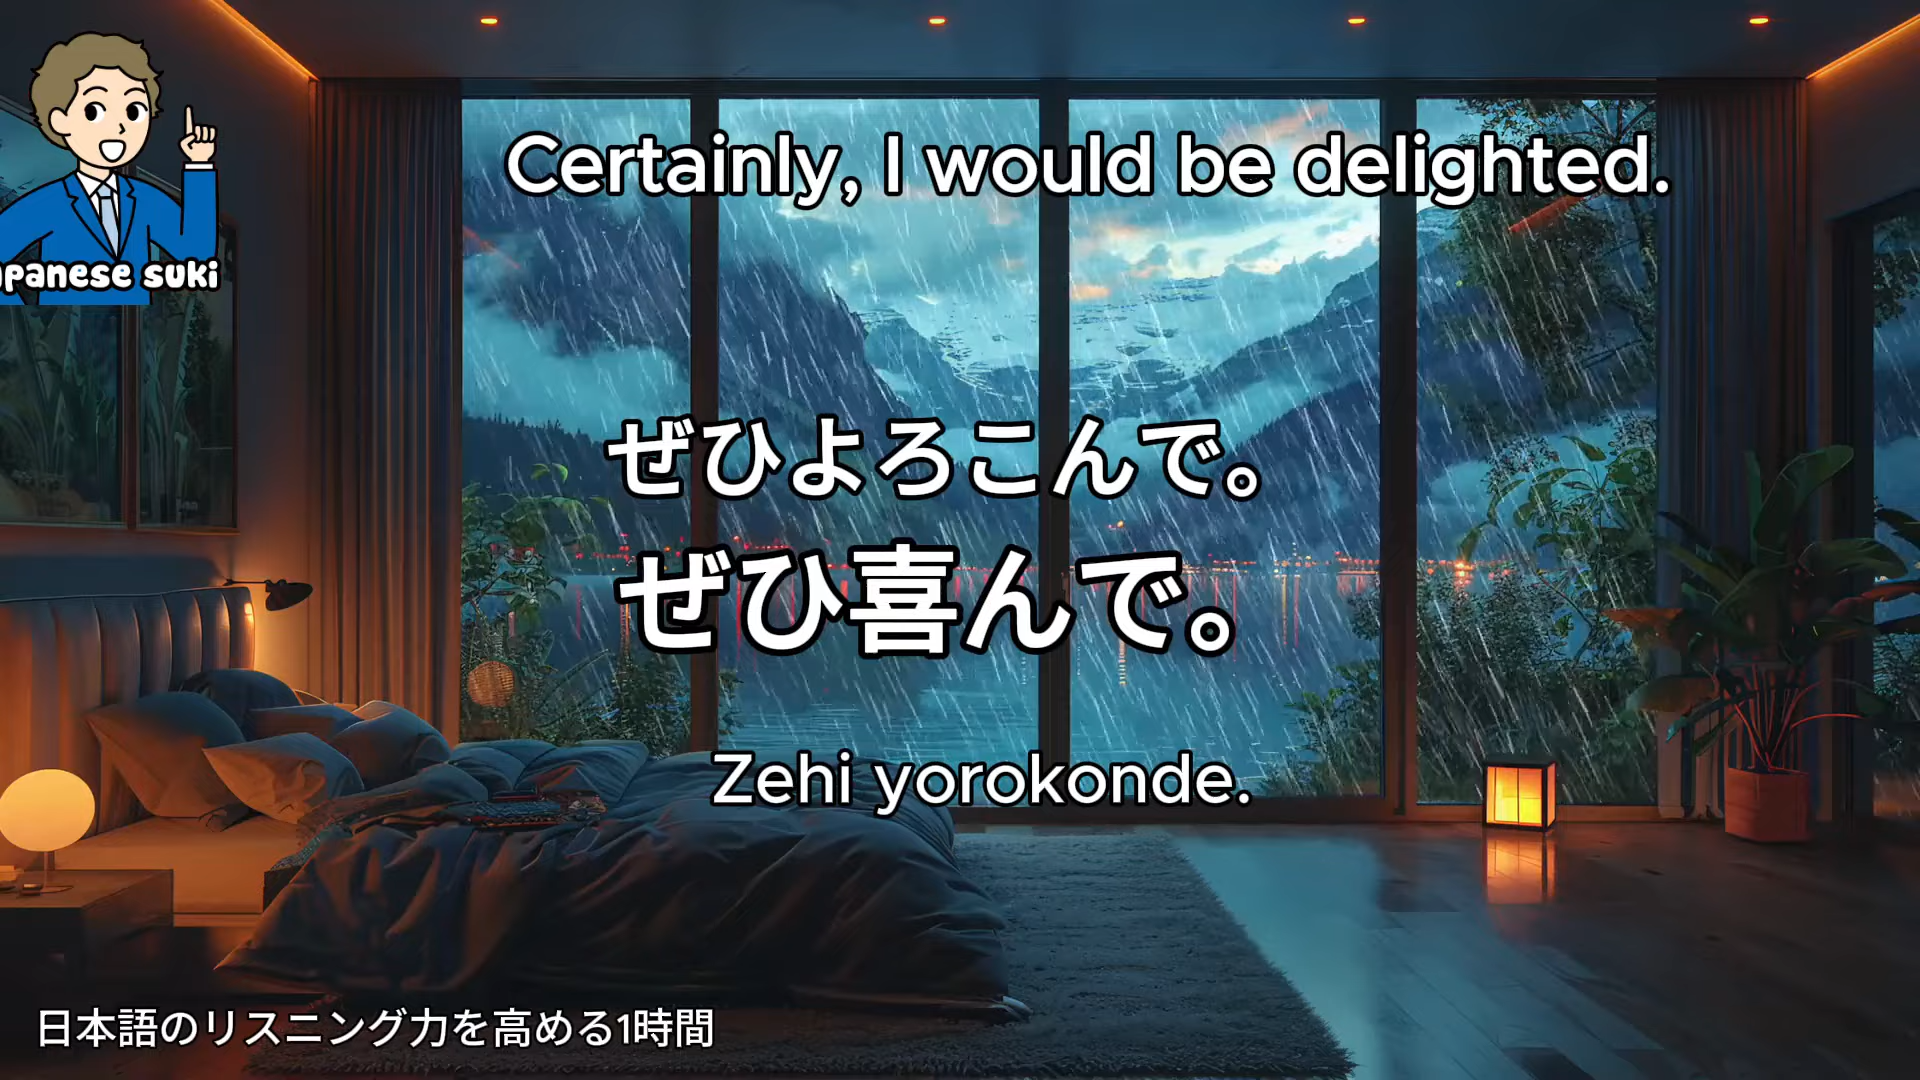 Certainly, I would be delighted.
ぜひよろこんで。
ぜひ喜んで。
Zehi yorokonde.
apanese suki
日本語のリスニング力を高める1時間